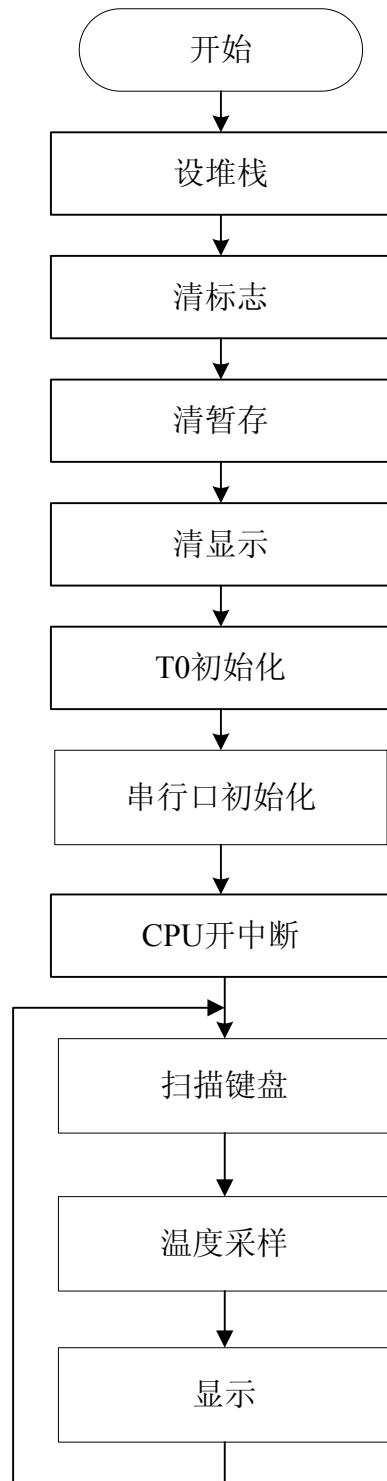 开始
设堆栈
清标志
清暂存
清显示
T0初始化
串行口初始化
CPU开中断
扫描键盘
温度采样
显示